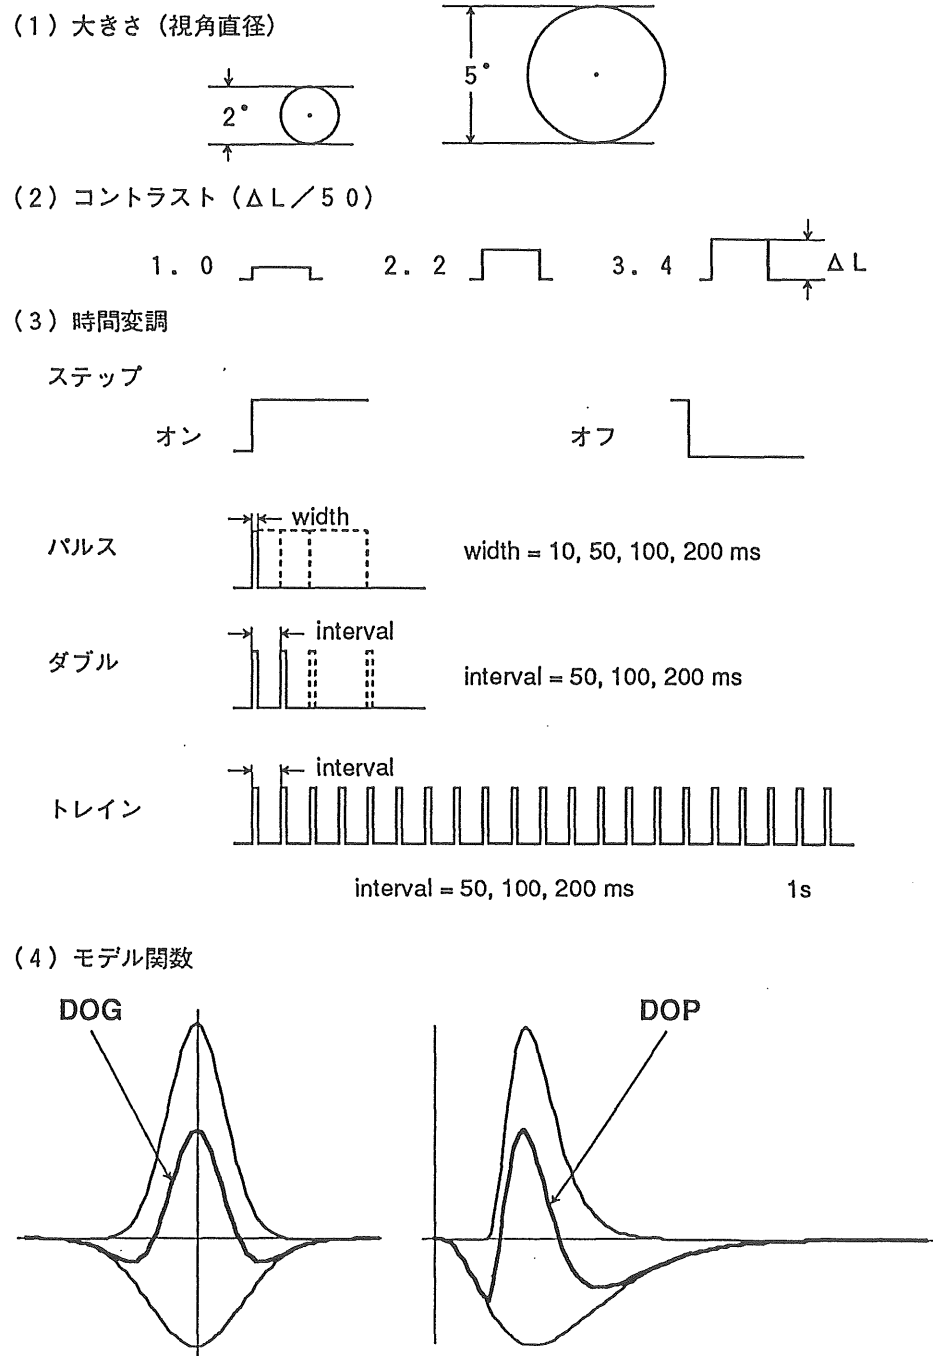 (1) 大きさ (視角直径)
2°
5°
(2) コントラスト (ΔL/50)
1.0
2.2
3.4
ΔL
(3) 時間変調
ステップ
オン
オフ
パルス
width
width = 10, 50, 100, 200 ms
ダブル
interval
interval = 50, 100, 200 ms
トレイン
interval
interval = 50, 100, 200 ms
1s
(4) モデル関数
DOG
DOP